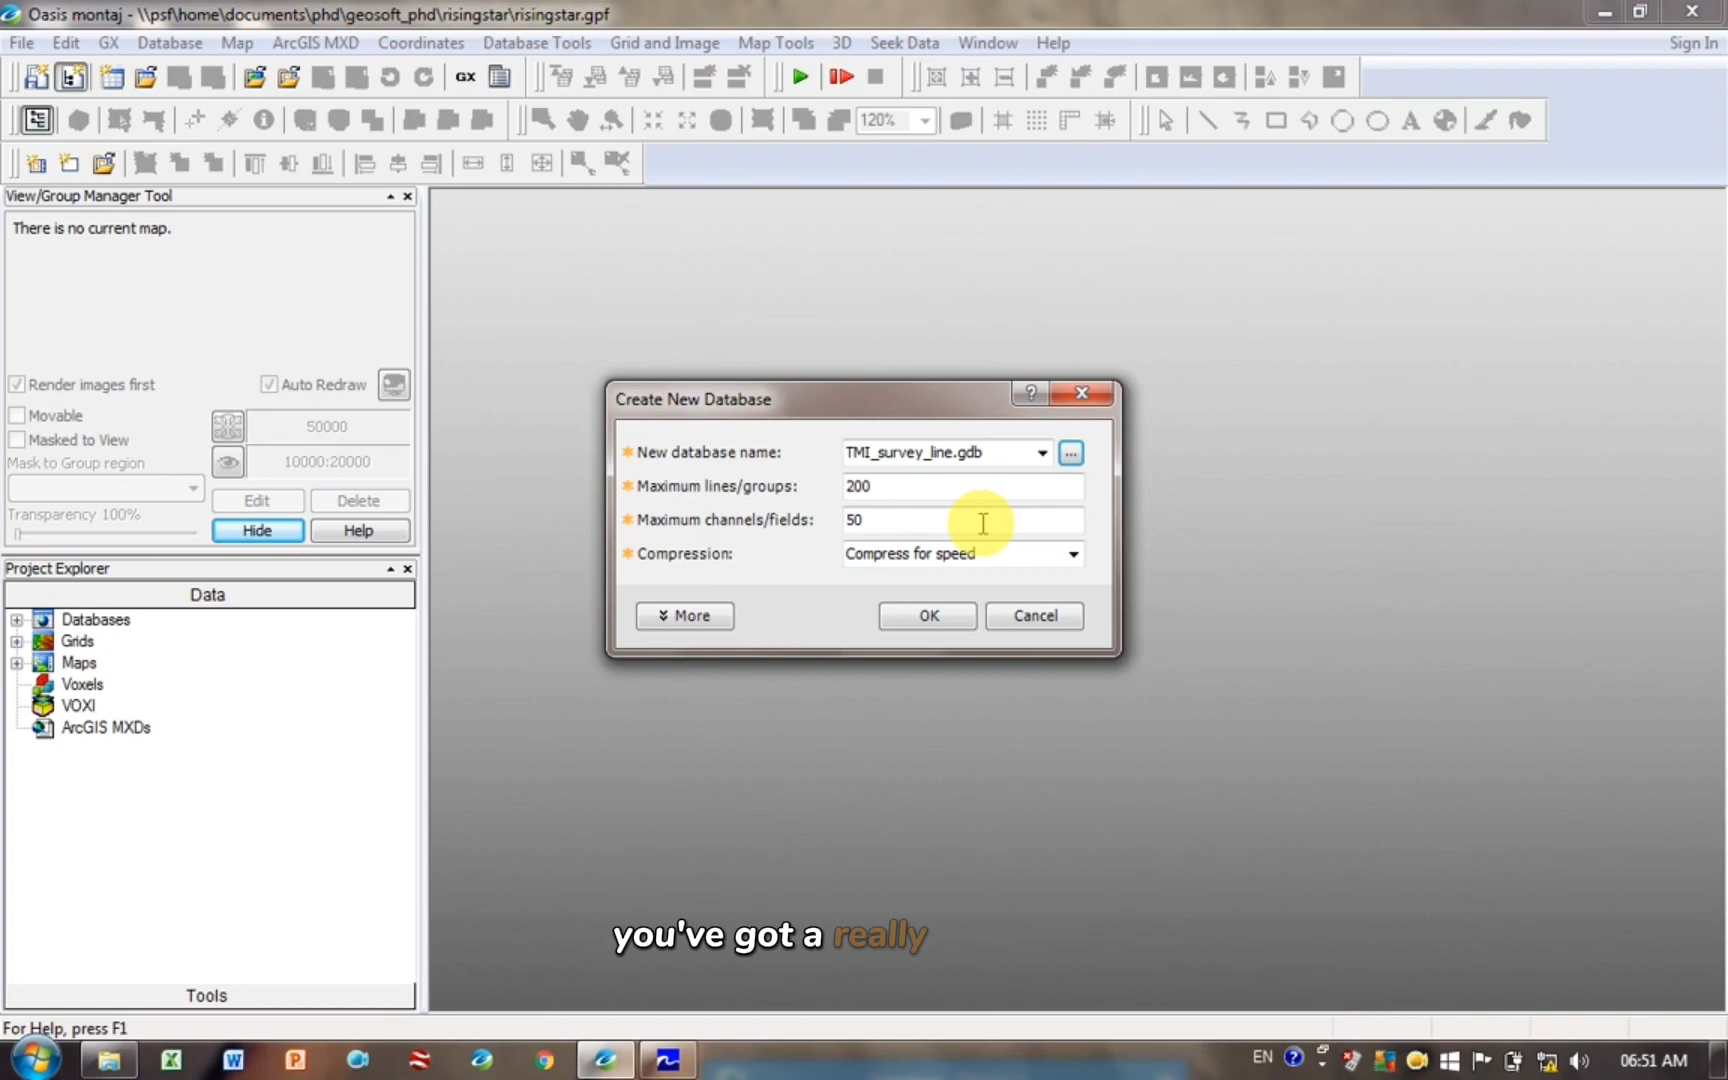 Oasis montaj - \\psf\home\documents\phd\geosoft_phd\risingstar\risingstar.gpf
File Edit GX Database Map ArcGIS MXD Coordinates Database Tools Grid and Image Map Tools 3D Seek Data Window Help Sign In
GX
120%
View/Group Manager Tool
There is no current map.
Render images first Auto Redraw
Movable 50000
Masked to View
Mask to Group region 10000:20000
Edit Delete
Transparency 100%
Hide Help
Project Explorer
Data
Databases
Grids
Maps
Voxels
VOXI
ArcGIS MXDs
Tools
Create New Database
New database name: TMI_survey_line.gdb ...
Maximum lines/groups: 200
Maximum channels/fields: 50
Compression: Compress for speed
More OK Cancel
you've got a really
For Help, press F1
EN 06:51 AM